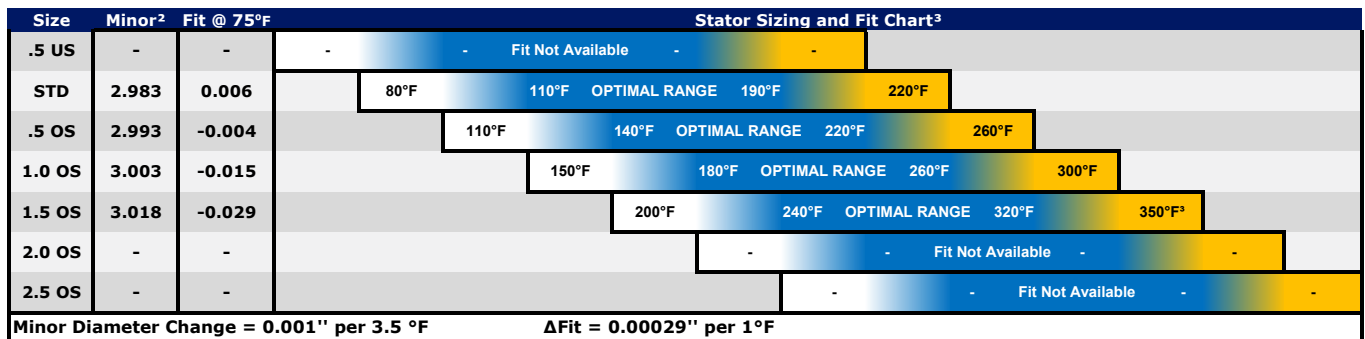 Size Minor² Fit @ 75°F Stator Sizing and Fit Chart³
.5 US - - - - Fit Not Available - -
STD 2.983 0.006 80°F 110°F OPTIMAL RANGE 190°F 220°F
.5 OS 2.993 -0.004 110°F 140°F OPTIMAL RANGE 220°F 260°F
1.0 OS 3.003 -0.015 150°F 180°F OPTIMAL RANGE 260°F 300°F
1.5 OS 3.018 -0.029 200°F 240°F OPTIMAL RANGE 320°F 350°F³
2.0 OS - - - - Fit Not Available - -
2.5 OS - - - - Fit Not Available - -
Minor Diameter Change = 0.001'' per 3.5 °F ΔFit = 0.00029'' per 1°F